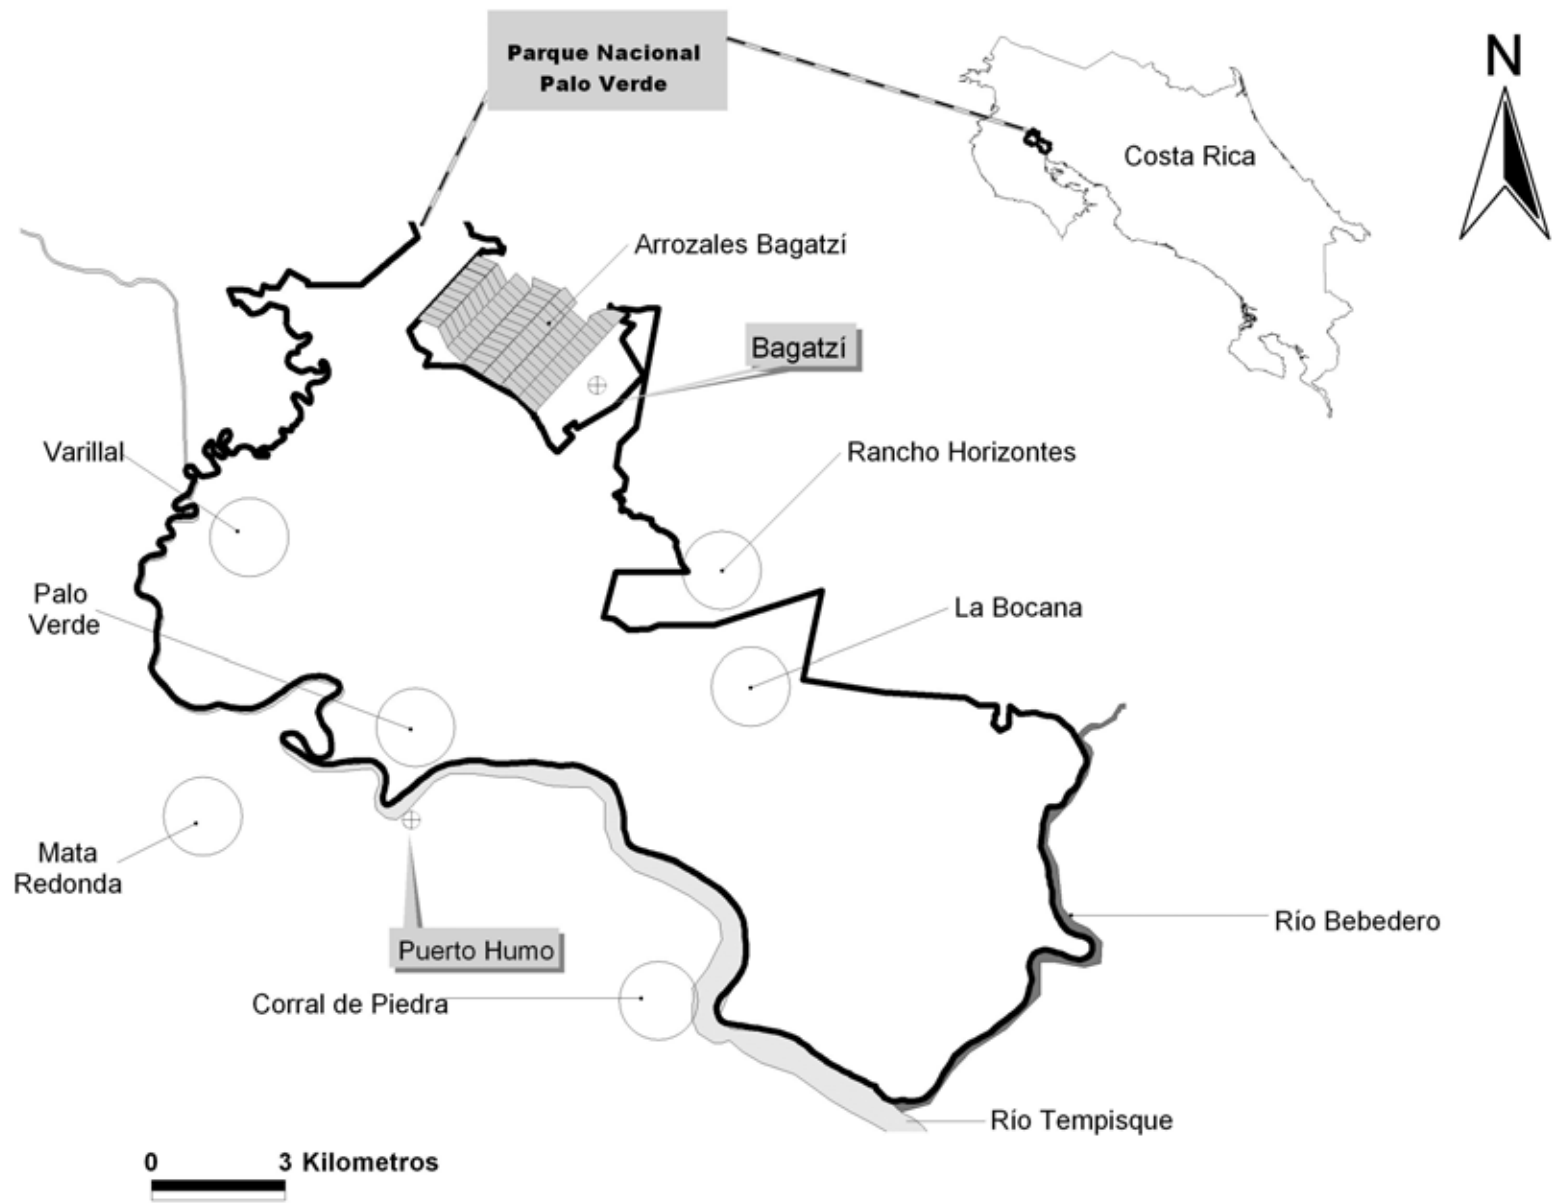 Parque Nacional
Palo Verde
N
Costa Rica
Arrozales Bagatzí
Bagatzí
Varillal
Rancho Horizontes
Palo
Verde
La Bocana
Mata
Redonda
Puerto Humo
Río Bebedero
Corral de Piedra
Río Tempisque
0 3 Kilometros